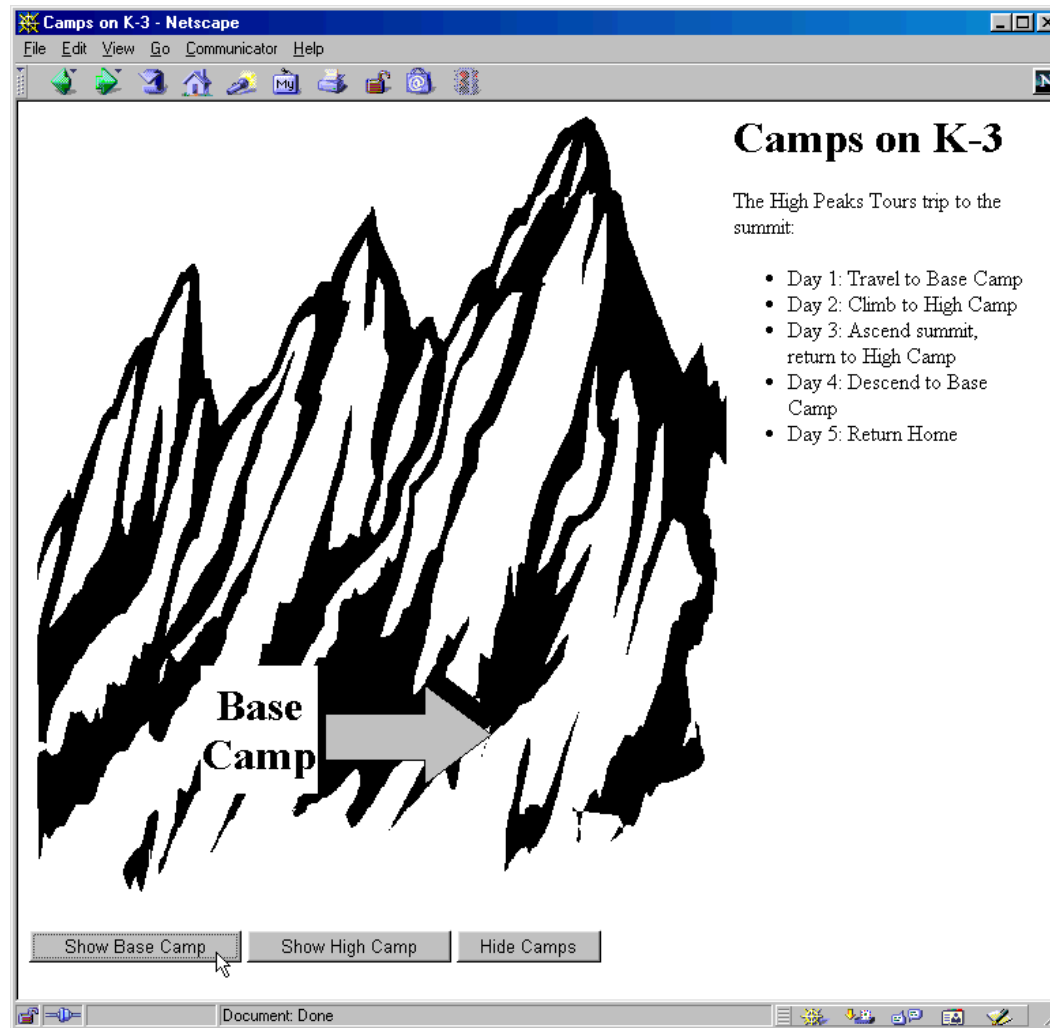 Camps on K-3 - Netscape
File Edit View Go Communicator Help
My
N
Camps on K-3
The High Peaks Tours trip to the
summit:
• Day 1: Travel to Base Camp
• Day 2: Climb to High Camp
• Day 3: Ascend summit,
return to High Camp
• Day 4: Descend to Base
Camp
• Day 5: Return Home
Base
Camp
Show Base Camp Show High Camp Hide Camps
Document: Done